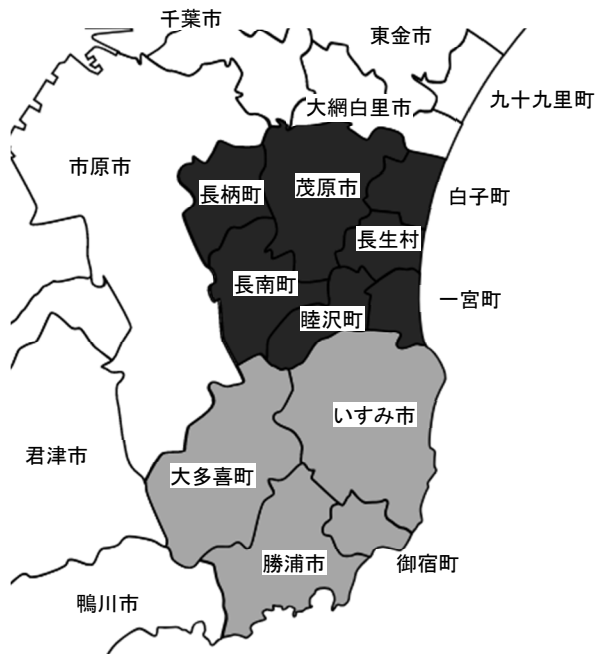 千葉市
東金市
九十九里町
大網白里市
市原市
長柄町
茂原市
白子町
長生村
長南町
一宮町
睦沢町
いすみ市
君津市
大多喜町
勝浦市
御宿町
鴨川市